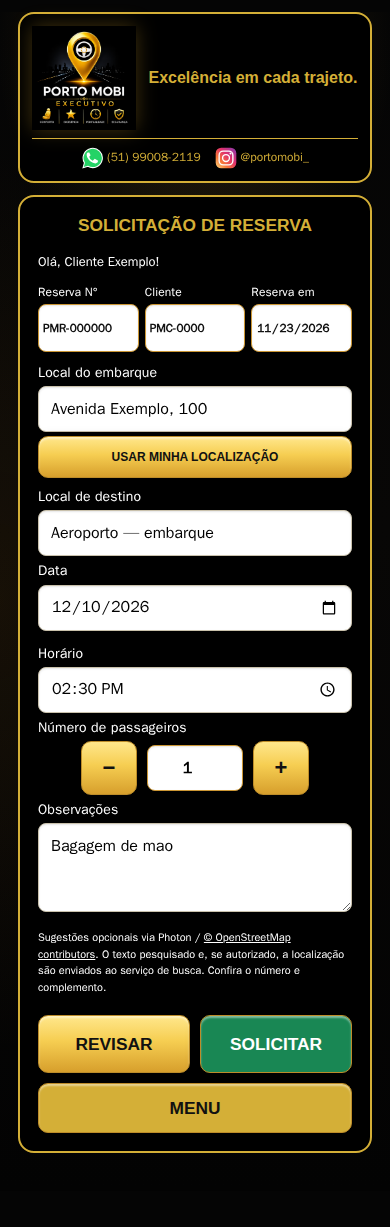 PORTO MOBI
EXECUTIVO
Excelência em cada trajeto.
(51) 99008-2119 @portomobi_
SOLICITAÇÃO DE RESERVA
Olá, Cliente Exemplo!
Reserva Nº Cliente Reserva em
PMR-000000 PMC-0000 11/23/2026
Local do embarque
Avenida Exemplo, 100
USAR MINHA LOCALIZAÇÃO
Local de destino
Aeroporto — embarque
Data
12/10/2026
Horário
02:30 PM
Número de passageiros
− 1 +
Observações
Bagagem de mao
Sugestões opcionais via Photon / © OpenStreetMap
contributors. O texto pesquisado e, se autorizado, a localização
são enviados ao serviço de busca. Confira o número e
complemento.
REVISAR SOLICITAR
MENU